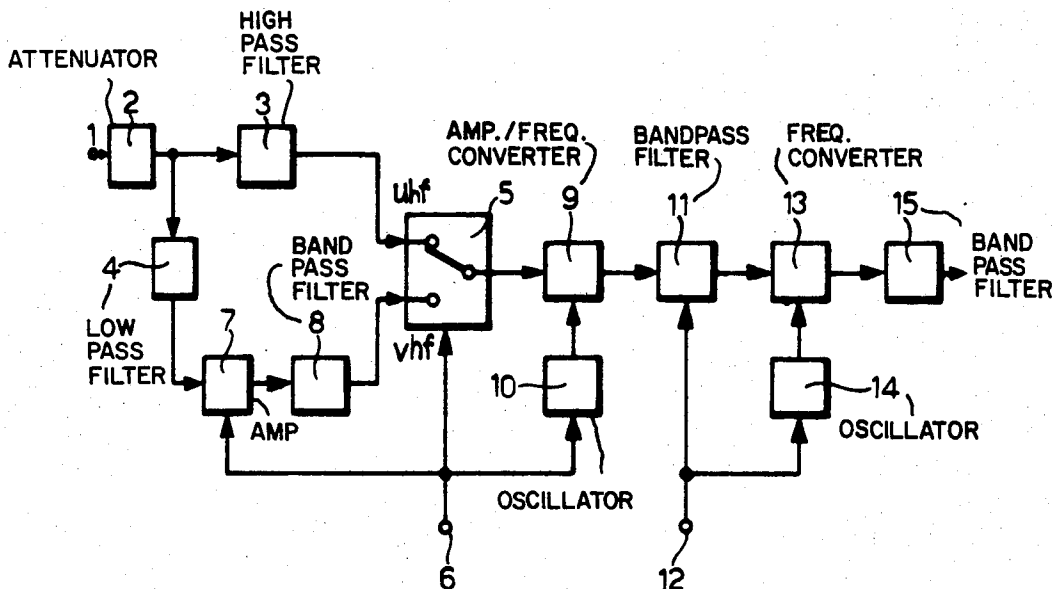 HIGH
PASS
FILTER
ATTENUATOR
1
2
3
AMP./FREQ.
CONVERTER
BANDPASS
FILTER
FREQ.
CONVERTER
uhf
5
9
11
13
15
BAND
PASS
FILTER
4
BAND
PASS
FILTER
LOW
PASS
FILTER
7
8
vhf
10
14
AMP
OSCILLATOR
OSCILLATOR
6
12